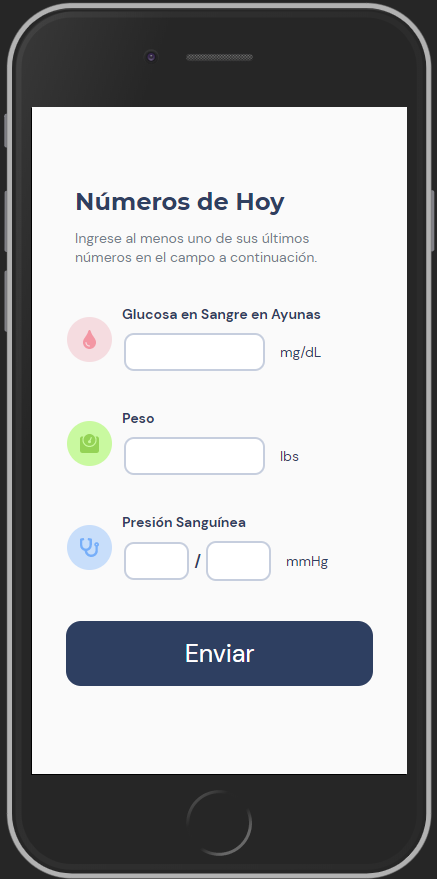 Números de Hoy
Ingrese al menos uno de sus últimos
números en el campo a continuación.
Glucosa en Sangre en Ayunas
mg/dL
Peso
lbs
Presión Sanguínea
/ mmHg
Enviar